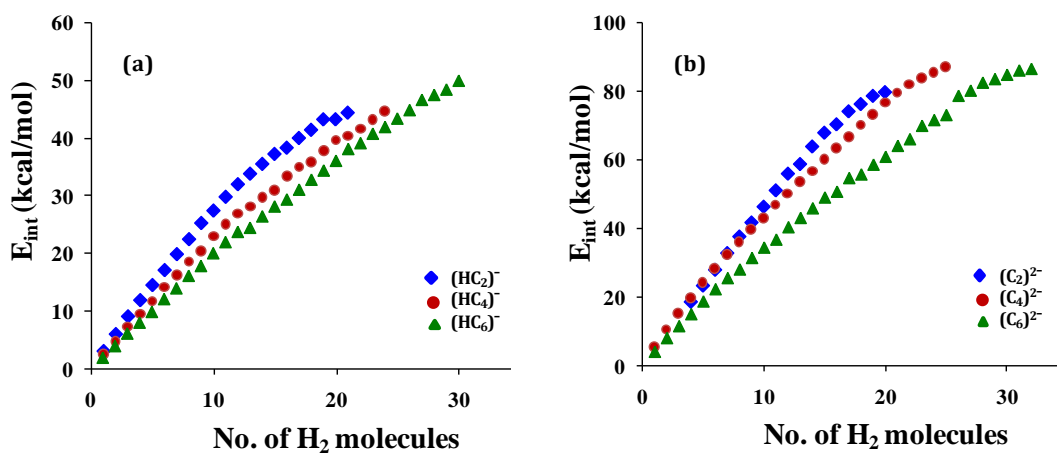 (a)
E_int (kcal/mol)
60
50
40
30
20
10
0
0 10 20 30
No. of H₂ molecules
(HC₂)⁻
(HC₄)⁻
(HC₆)⁻
(b)
E_int (kcal/mol)
100
80
60
40
20
0
0 10 20 30
No. of H₂ molecules
(C₂)²⁻
(C₄)²⁻
(C₆)²⁻